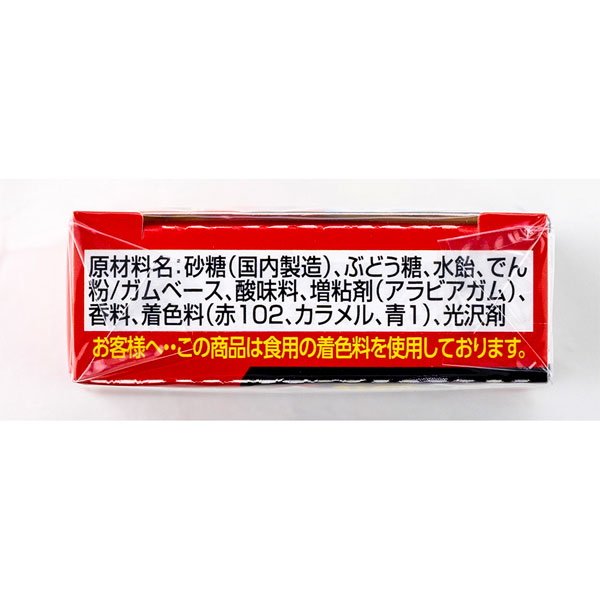 原材料名:砂糖(国内製造)、ぶどう糖、水飴、でん
粉/ガムベース、酸味料、増粘剤(アラビアガム)、
香料、着色料(赤102、カラメル、青1)、光沢剤
お客様へ‥この商品は食用の着色料を使用しております。